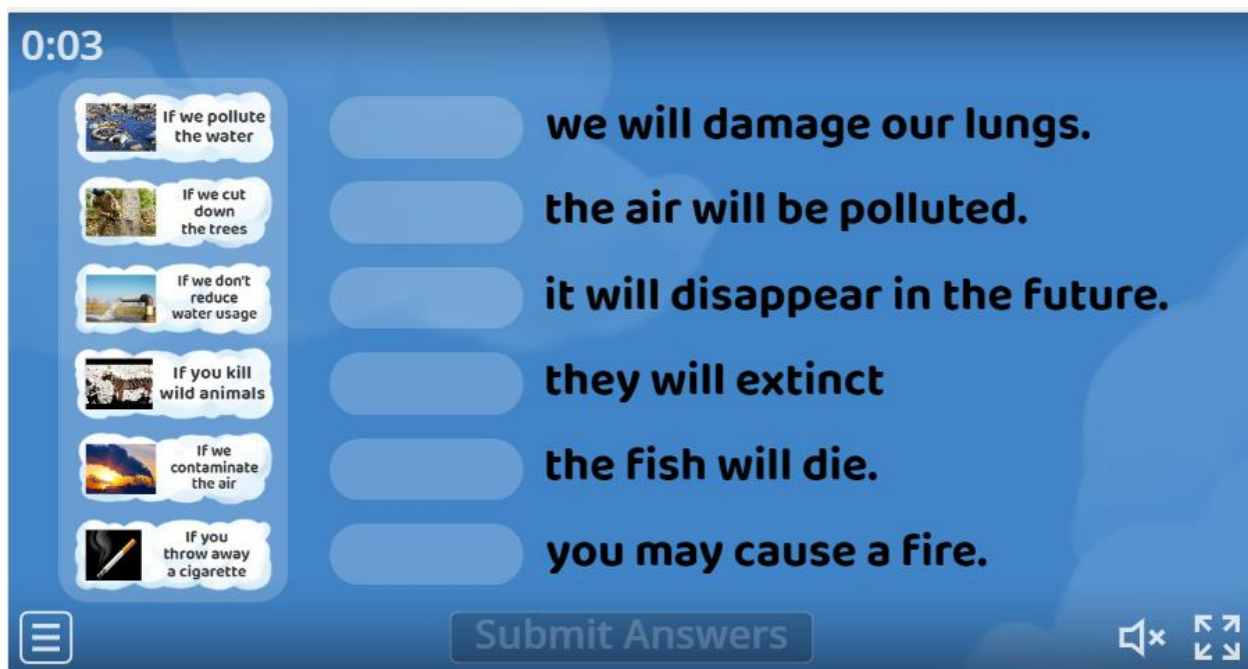 0:03
If we pollute
the water
we will damage our lungs.
If we cut
down
the trees
the air will be polluted.
If we don't
reduce
water usage
it will disappear in the future.
If you kill
wild animals
they will extinct
If we
contaminate
the air
the fish will die.
If you
throw away
a cigarette
you may cause a fire.
Submit Answers